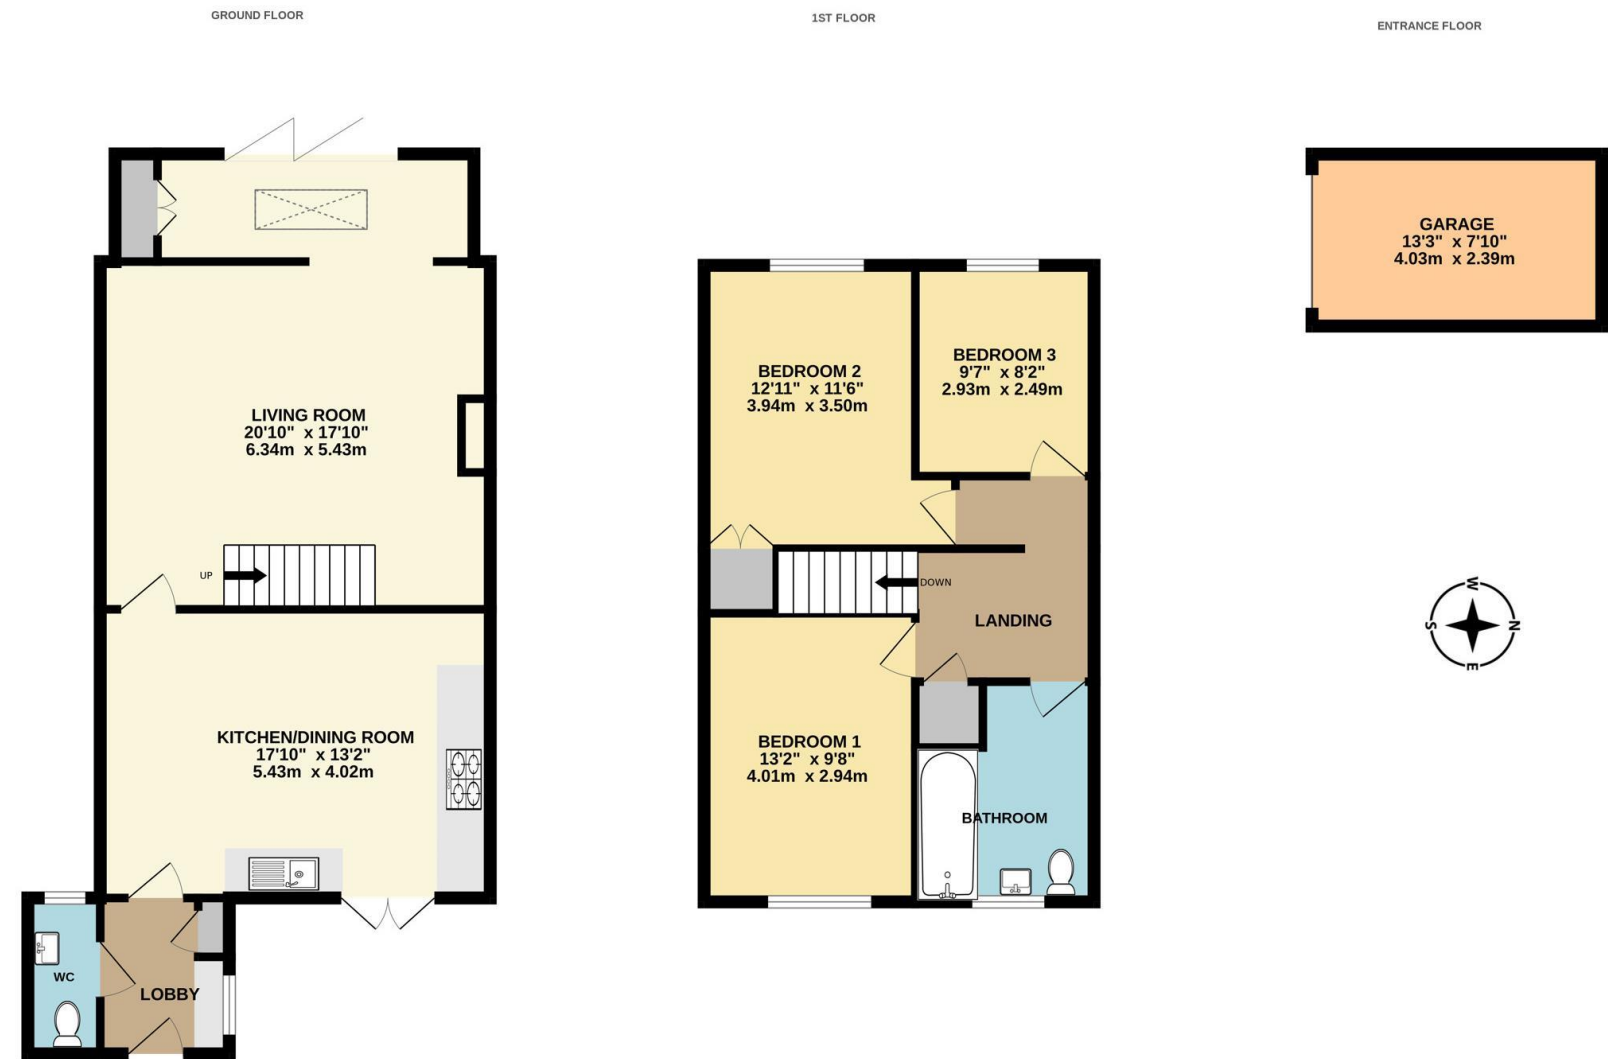 GROUND FLOOR
1ST FLOOR
ENTRANCE FLOOR
LIVING ROOM
20'10" x 17'10"
6.34m x 5.43m
UP
KITCHEN/DINING ROOM
17'10" x 13'2"
5.43m x 4.02m
WC
LOBBY
BEDROOM 2
12'11" x 11'6"
3.94m x 3.50m
BEDROOM 3
9'7" x 8'2"
2.93m x 2.49m
DOWN
LANDING
BEDROOM 1
13'2" x 9'8"
4.01m x 2.94m
BATHROOM
GARAGE
13'3" x 7'10"
4.03m x 2.39m
W
S
N
E